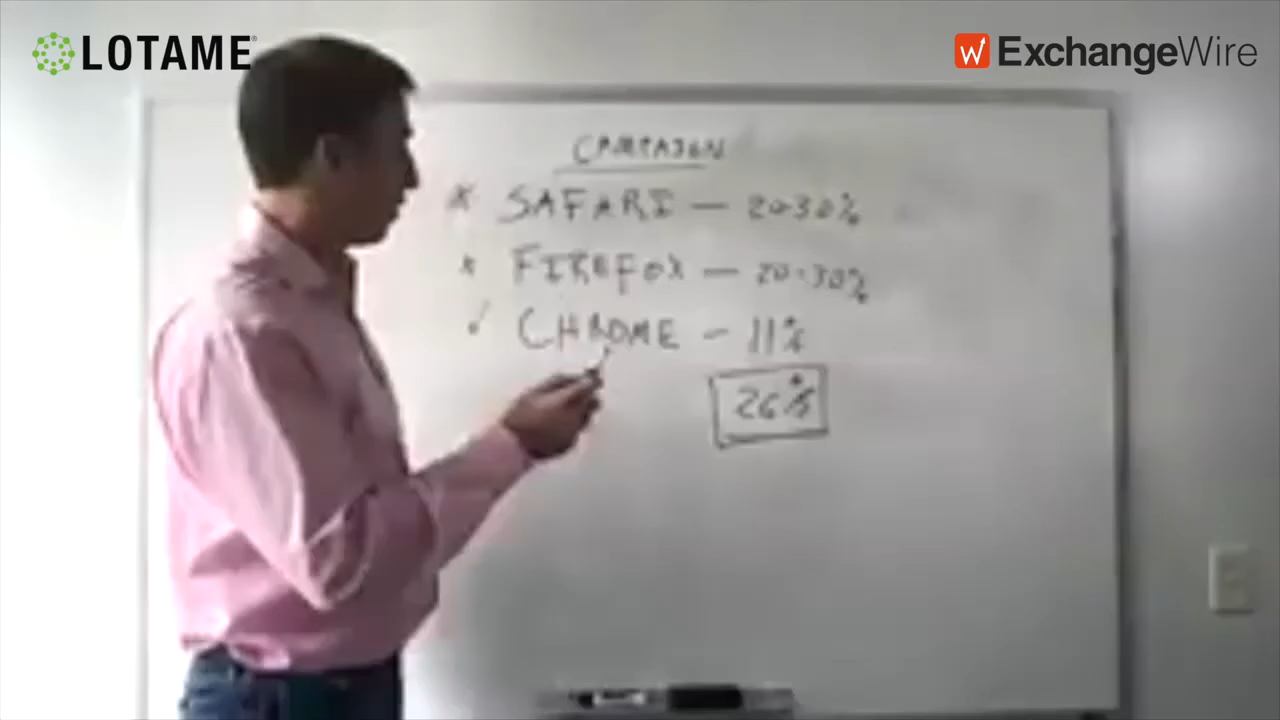 LOTAME
ExchangeWire
CAMPAIGN
× SAFARI — 20-30%
× FIREFOX — 20-30%
✓ CHROME — 11%
26%